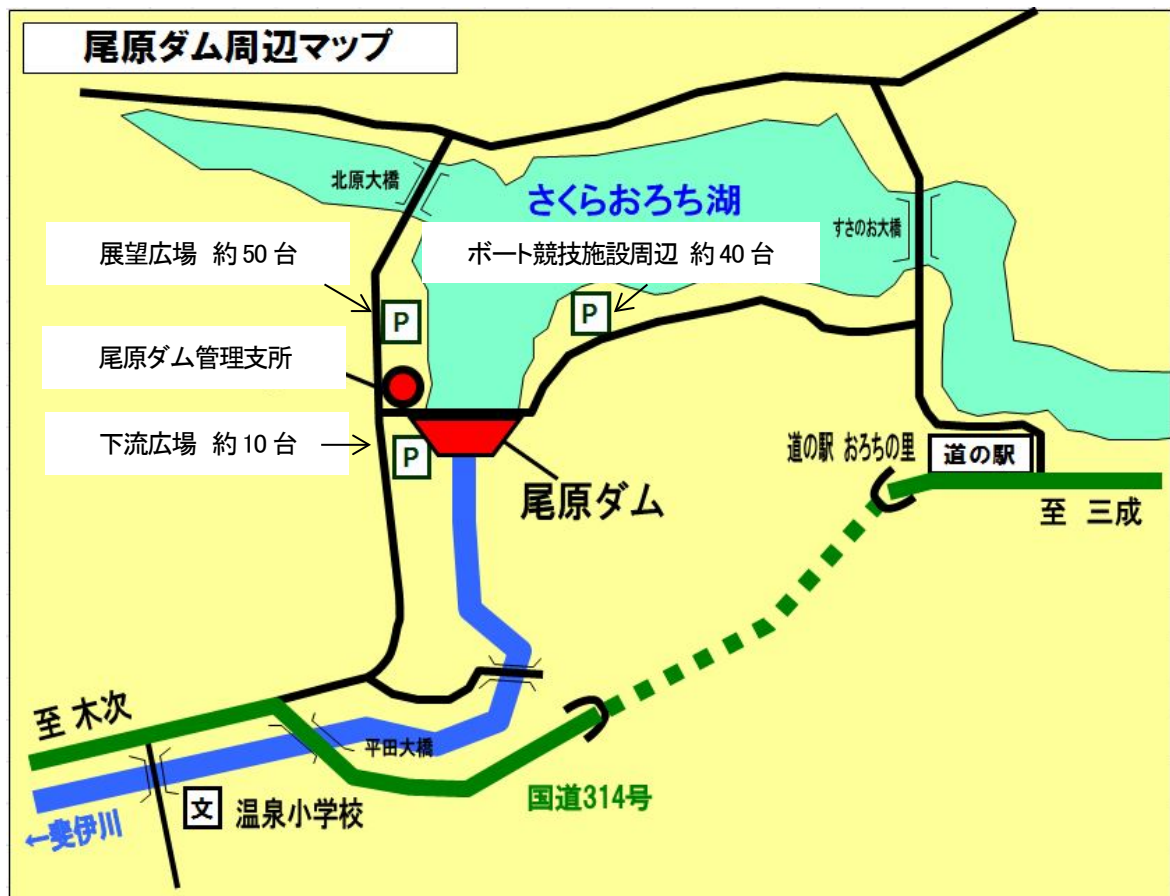 尾原ダム周辺マップ
北原大橋
さくらおろち湖
すさのお大橋
展望広場 約50台
ボート競技施設周辺 約40台
P
P
尾原ダム管理支所
下流広場 約10台
P
尾原ダム
道の駅 おろちの里
道の駅
至 三成
至 木次
平田大橋
国道314号
文
温泉小学校
←斐伊川